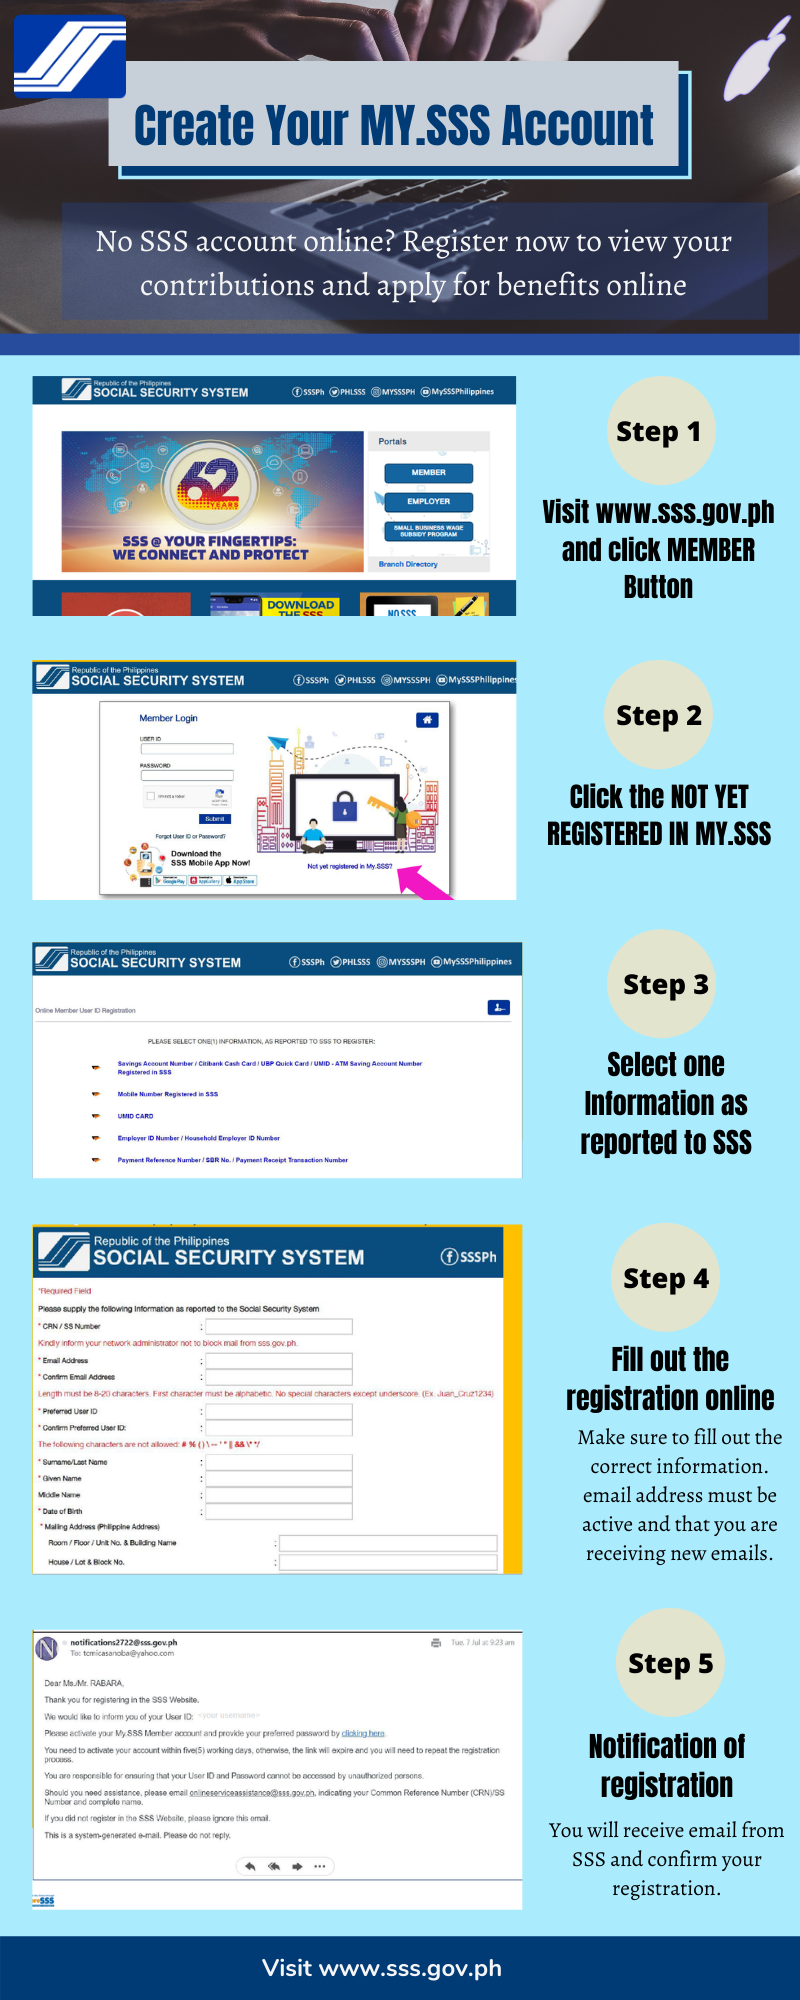 Create Your MY.SSS Account
No SSS account online? Register now to view your
contributions and apply for benefits online
Republic of the Philippines
SOCIAL SECURITY SYSTEM
SSSPh PHLSSS MYSSSPH MySSSPhilippines
62
YEARS
SSS @ YOUR FINGERTIPS:
WE CONNECT AND PROTECT
Portals
MEMBER
EMPLOYER
SMALL BUSINESS WAGE
SUBSIDY PROGRAM
Branch Directory
DOWNLOAD
THE SSS
NO SSS
Step 1
Visit www.sss.gov.ph
and click MEMBER
Button
Republic of the Philippines
SOCIAL SECURITY SYSTEM
SSSPh PHLSSS MYSSSPH MySSSPhilippines
Member Login
USER ID
PASSWORD
I'm not a robot
Submit
Forgot User ID or Password?
Download the
SSS Mobile App Now!
Google Play AppGallery App Store
Not yet registered in My.SSS?
Step 2
Click the NOT YET
REGISTERED IN MY.SSS
Republic of the Philippines
SOCIAL SECURITY SYSTEM
SSSPh PHLSSS MYSSSPH MySSSPhilippines
Online Member User ID Registration
PLEASE SELECT ONE(1) INFORMATION, AS REPORTED TO SSS TO REGISTER:
Savings Account Number / Citibank Cash Card / UBP Quick Card / UMID - ATM Saving Account Number
Registered in SSS
Mobile Number Registered in SSS
UMID CARD
Employer ID Number / Household Employer ID Number
Payment Reference Number / SBR No. / Payment Receipt Transaction Number
Step 3
Select one
Information as
reported to SSS
Republic of the Philippines
SOCIAL SECURITY SYSTEM
SSSPh
*Required Field
Please supply the following Information as reported to the Social Security System
* CRN / SS Number :
Kindly inform your network administrator not to block mail from sss.gov.ph.
* Email Address :
* Confirm Email Address :
Length must be 8-20 characters. First character must be alphabetic. No special characters except underscore. (Ex. Juan_Cruz1234)
* Preferred User ID :
* Confirm Preferred User ID: :
The following characters are not allowed: # % ( ) \ -- ' " || && \* */
* Surname/Last Name :
* Given Name :
Middle Name :
* Date of Birth :
* Mailing Address (Philippine Address)
Room / Floor / Unit No. & Building Name :
House / Lot & Block No. :
Step 4
Fill out the
registration online
Make sure to fill out the
correct information.
email address must be
active and that you are
receiving new emails.
N
notifications2722@sss.gov.ph
To: tcmicasanoba@yahoo.com
Tue, 7 Jul at 9:23 am
Dear Ms./Mr. RABARA,
Thank you for registering in the SSS Website.
We would like to inform you of your User ID: <your username>
Please activate your My.SSS Member account and provide your preferred password by clicking here.
You need to activate your account within five(5) working days, otherwise, the link will expire and you will need to repeat the registration
process.
You are responsible for ensuring that your User ID and Password cannot be accessed by unauthorized persons.
Should you need assistance, please email onlineserviceassistance@sss.gov.ph, indicating your Common Reference Number (CRN)/SS
Number and complete name.
If you did not register in the SSS Website, please ignore this email.
This is a system-generated e-mail. Please do not reply.
SSS
Step 5
Notification of
registration
You will receive email from
SSS and confirm your
registration.
Visit www.sss.gov.ph